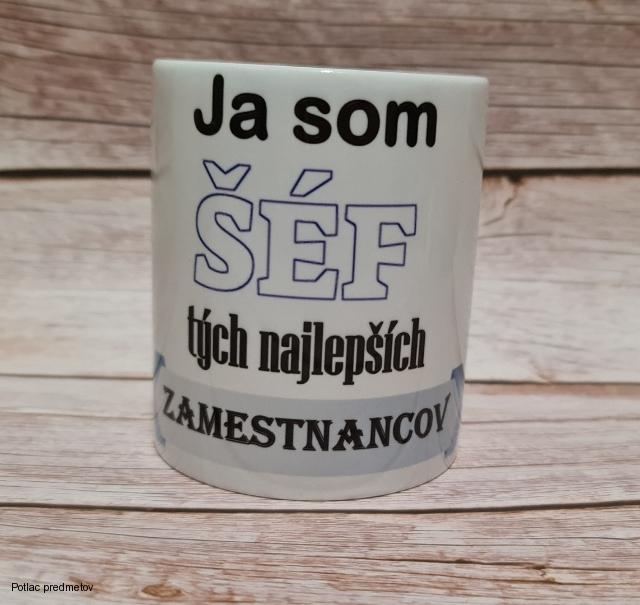 Ja som
ŠÉF
tých najlepších
ZAMESTNANCOV
Potlac predmetov